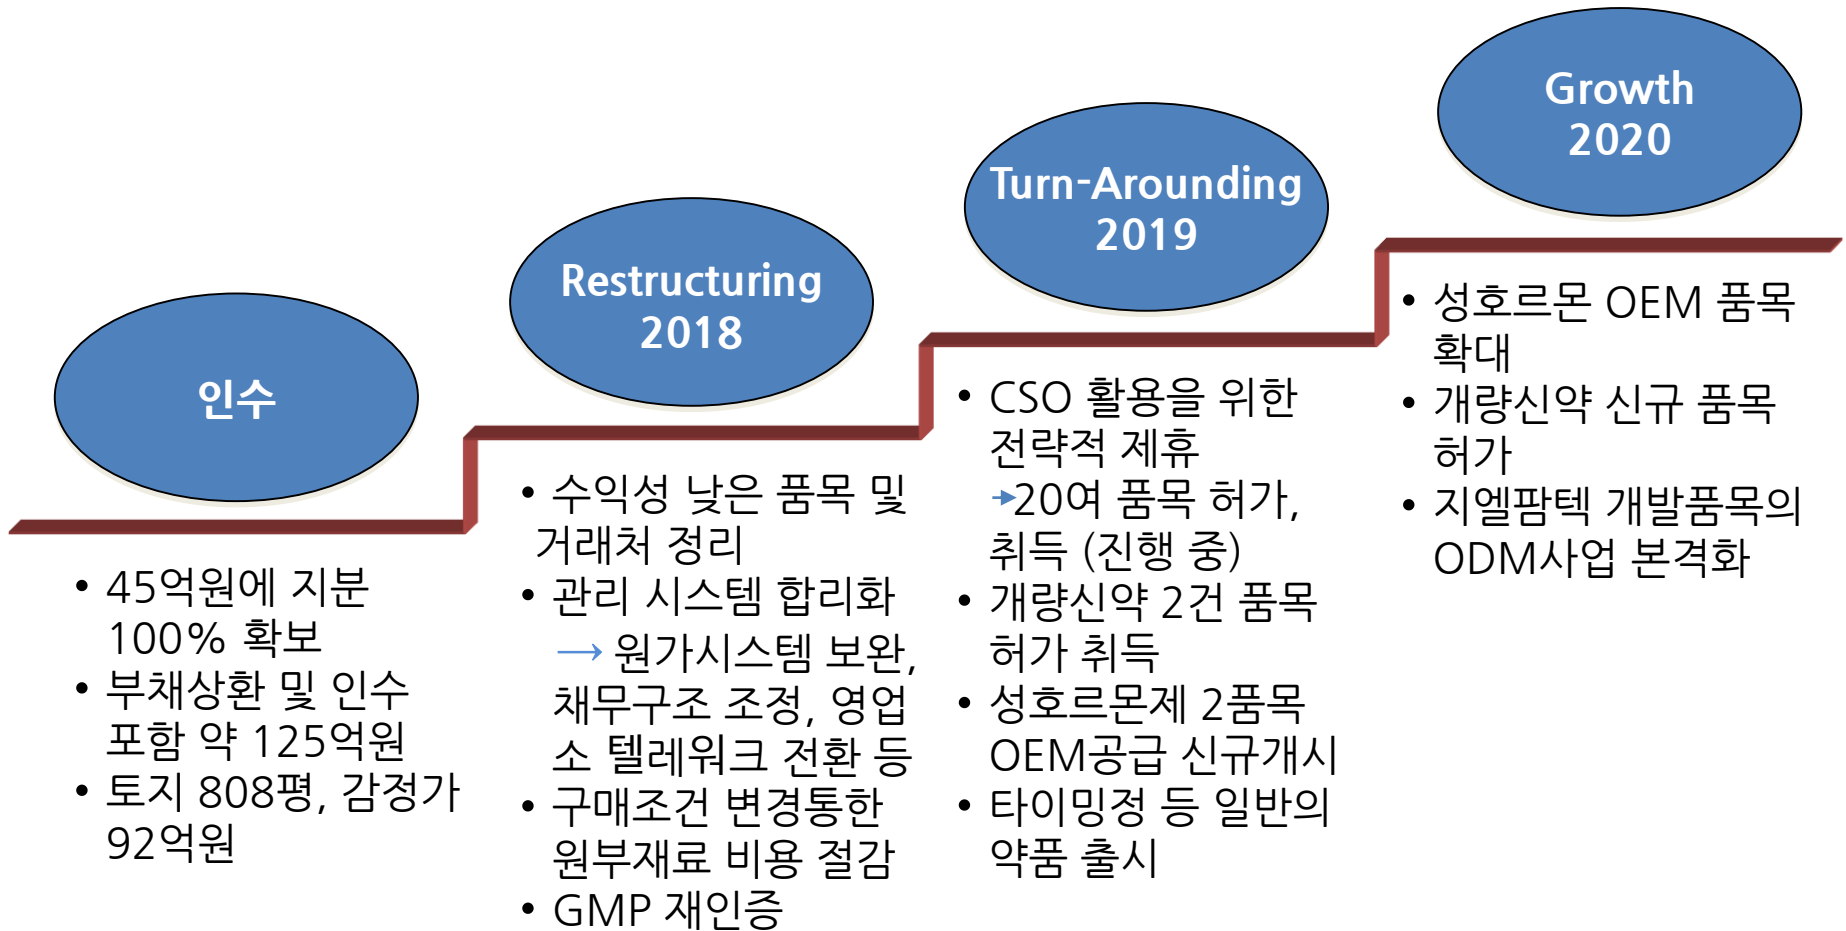 인수
• 45억원에 지분
100% 확보
• 부채상환 및 인수
포함 약 125억원
• 토지 808평, 감정가
92억원
Restructuring
2018
• 수익성 낮은 품목 및
거래처 정리
• 관리 시스템 합리화
→ 원가시스템 보완,
채무구조 조정, 영업
소 텔레워크 전환 등
• 구매조건 변경통한
원부재료 비용 절감
• GMP 재인증
Turn-Arounding
2019
• CSO 활용을 위한
전략적 제휴
→20여 품목 허가,
취득 (진행 중)
• 개량신약 2건 품목
허가 취득
• 성호르몬제 2품목
OEM공급 신규개시
• 타이밍정 등 일반의
약품 출시
Growth
2020
• 성호르몬 OEM 품목
확대
• 개량신약 신규 품목
허가
• 지엘팜텍 개발품목의
ODM사업 본격화